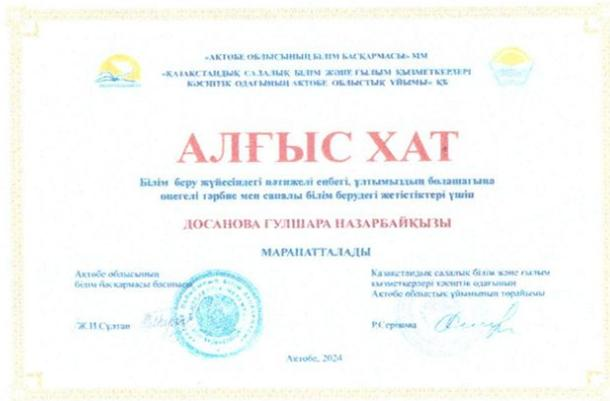 «АҚТӨБЕ ОБЛЫСЫНЫҢ БІЛІМ БАСҚАРМАСЫ» ММ
«ҚАЗАҚСТАНДЫҚ САЛАЛЫҚ БІЛІМ ЖӘНЕ ҒЫЛЫМ ҚЫЗМЕТКЕРЛЕРІ
КӘСІПТІК ОДАҒЫНЫҢ АҚТӨБЕ ОБЛЫСТЫҚ ҰЙЫМЫ» ҚБ
АЛҒЫС ХАТ
Білім беру жүйесіндегі нәтижелі еңбегі, ұлтымыздың болашағына
өнегелі тәрбие мен сапалы білім берудегі жетістіктері үшін
ДОСАНОВА ГУЛШАРА НАЗАРБАЙҚЫЗЫ
МАРАПАТТАЛАДЫ
Ақтөбе облысының
білім басқармасы басшысы
Ж.И.Сұлтан
Қазақстандық салалық білім және ғылым
қызметкерлері кәсіптік одағының
Ақтөбе облыстық ұйымының төрайымы
Р.Серікова
Ақтөбе, 2024